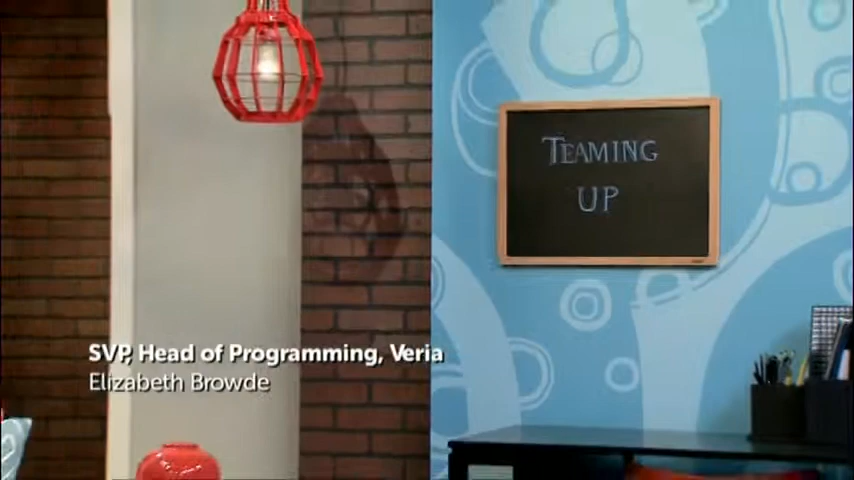 TEAMING
UP
SVP, Head of Programming, Veria
Elizabeth Browde